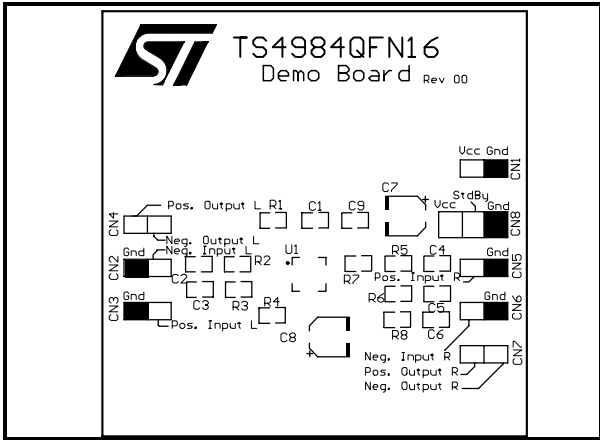 ST TS4984QFN16
Demo Board Rev 00
Vcc Gnd
CN1
C7
+
StdBy
Vcc Gnd
CN8
Pos. Output L
R1 C1 C9
CN4
Neg. Output L
Neg. Input L
Gnd
CN2
C2
R2
U1
R7
R5 C4
Gnd
CN5
Pos. Input R
C3 R3
R6
C5
Gnd
CN3
Pos. Input L
R4
C8
+
R8 C6
Gnd
CN6
Neg. Input R
CN7
Pos. Output R
Neg. Output R